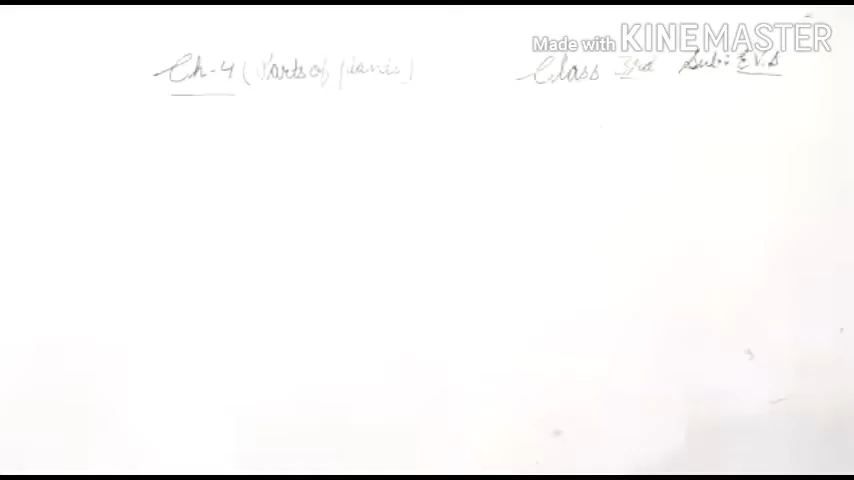 Made with KINEMASTER
Ch-4 (Parts of plants) Class 3rd Sub: E.V.S